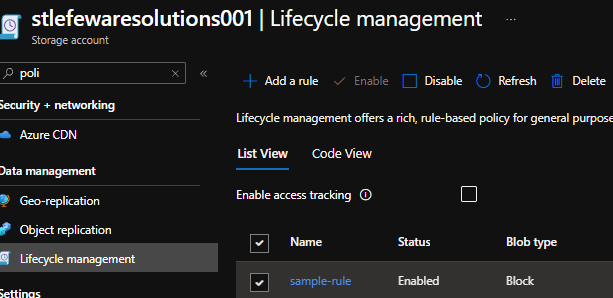 stlefewaresolutions001 | Lifecycle management ...
Storage account
poli
Security + networking
Azure CDN
Data management
Geo-replication
Object replication
Lifecycle management
Settings
Add a rule Enable Disable Refresh Delete
Lifecycle management offers a rich, rule-based policy for general purpose
List View Code View
Enable access tracking
Name Status Blob type
sample-rule Enabled Block